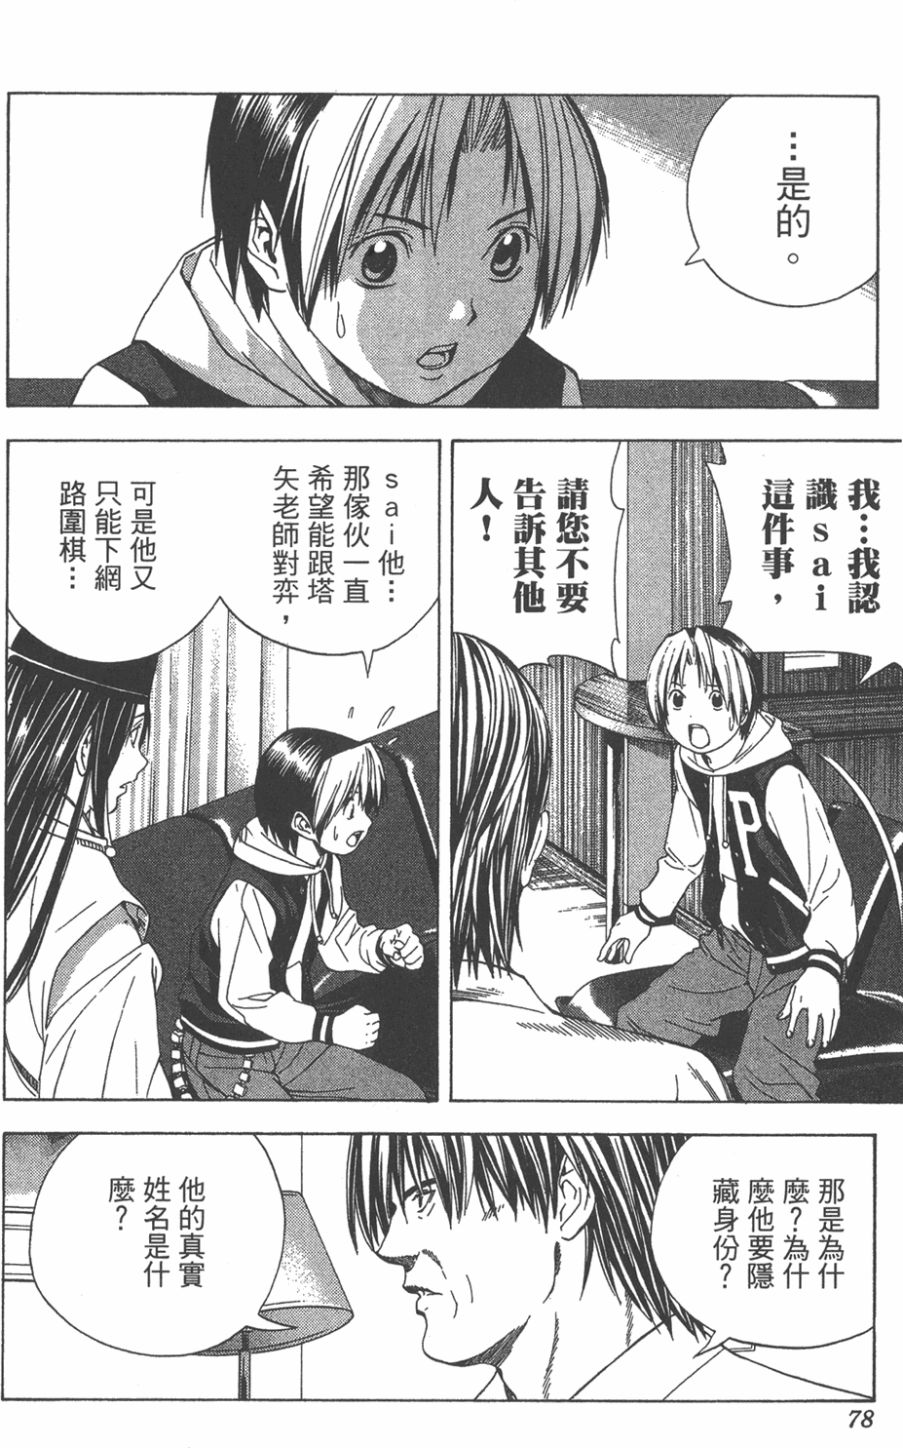 …是的。
我…我認
識sai
這件事，
請您不要
告訴其他
人！
sai他…
那傢伙一直
希望能跟塔
矢老師對弈，
可是他又
只能下網
路圍棋…
P
那是為什
麼？為什
麼他要隱
藏身份？
他的真實
姓名是什
麼？
78